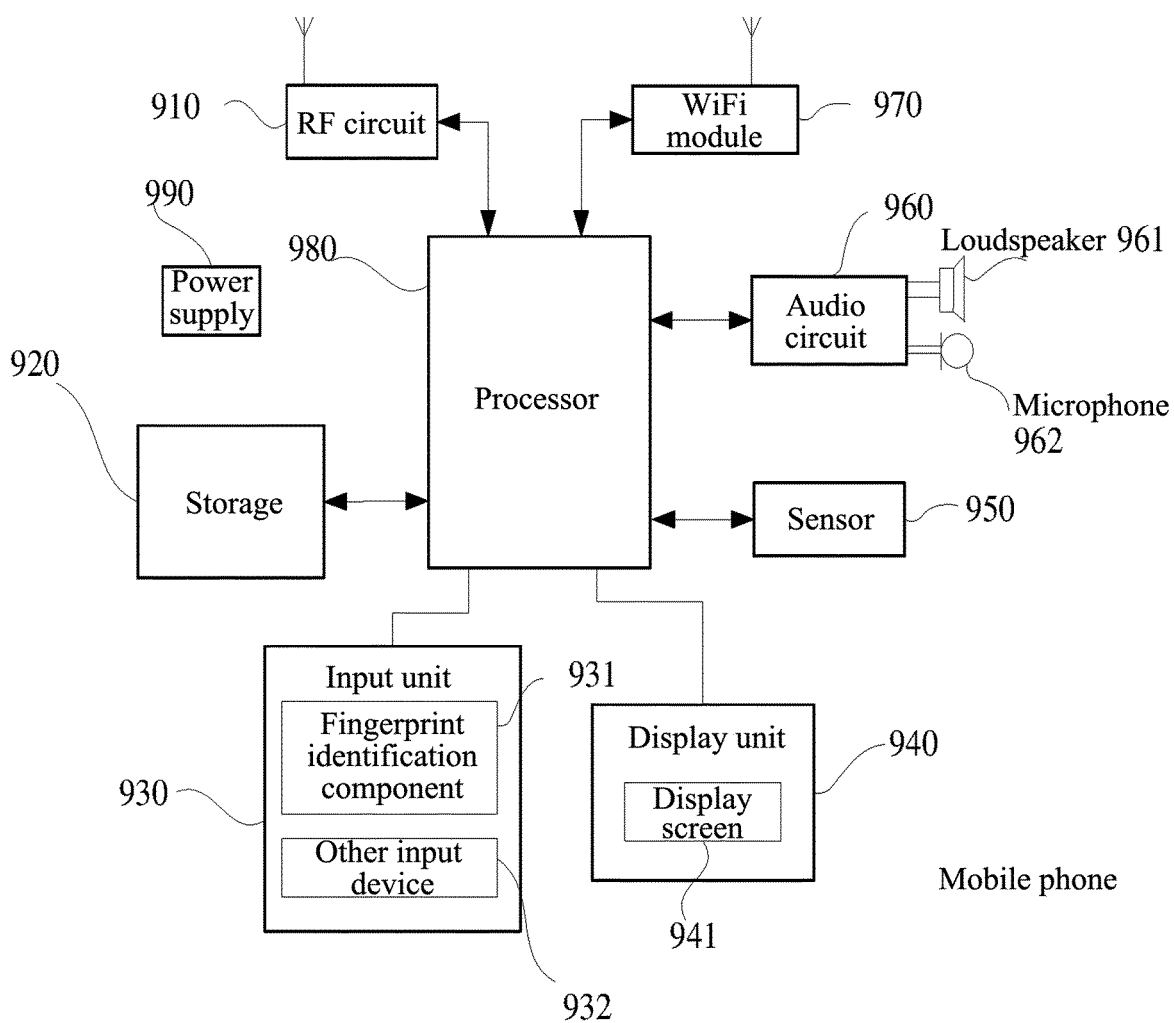 910
RF circuit
WiFi
module
970
990
Power
supply
980
960
Loudspeaker 961
Audio
circuit
Microphone
962
920
Storage
Processor
Sensor
950
Input unit
931
Fingerprint
identification
component
930
Other input
device
932
Display unit
940
Display
screen
941
Mobile phone